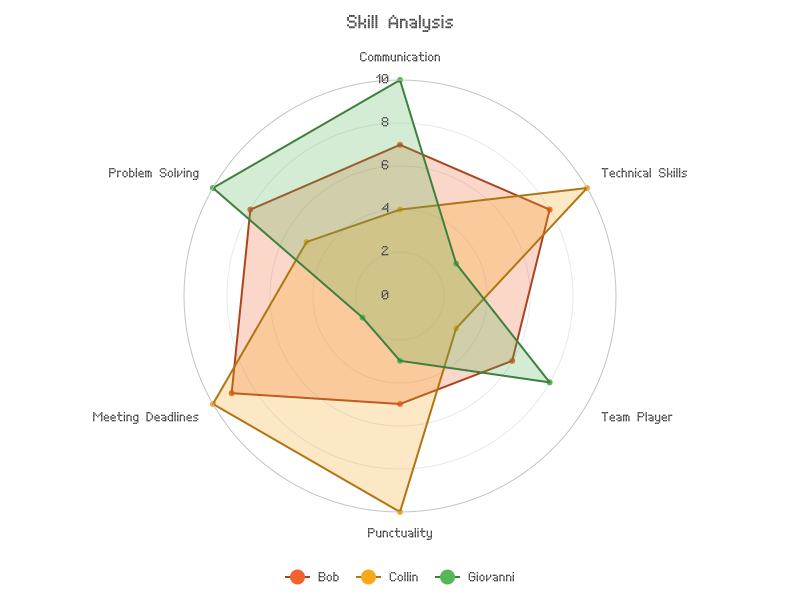 Skill Analysis
Communication
10
8
6
4
2
0
Technical Skills
Team Player
Punctuality
Meeting Deadlines
Problem Solving
Bob
Collin
Giovanni